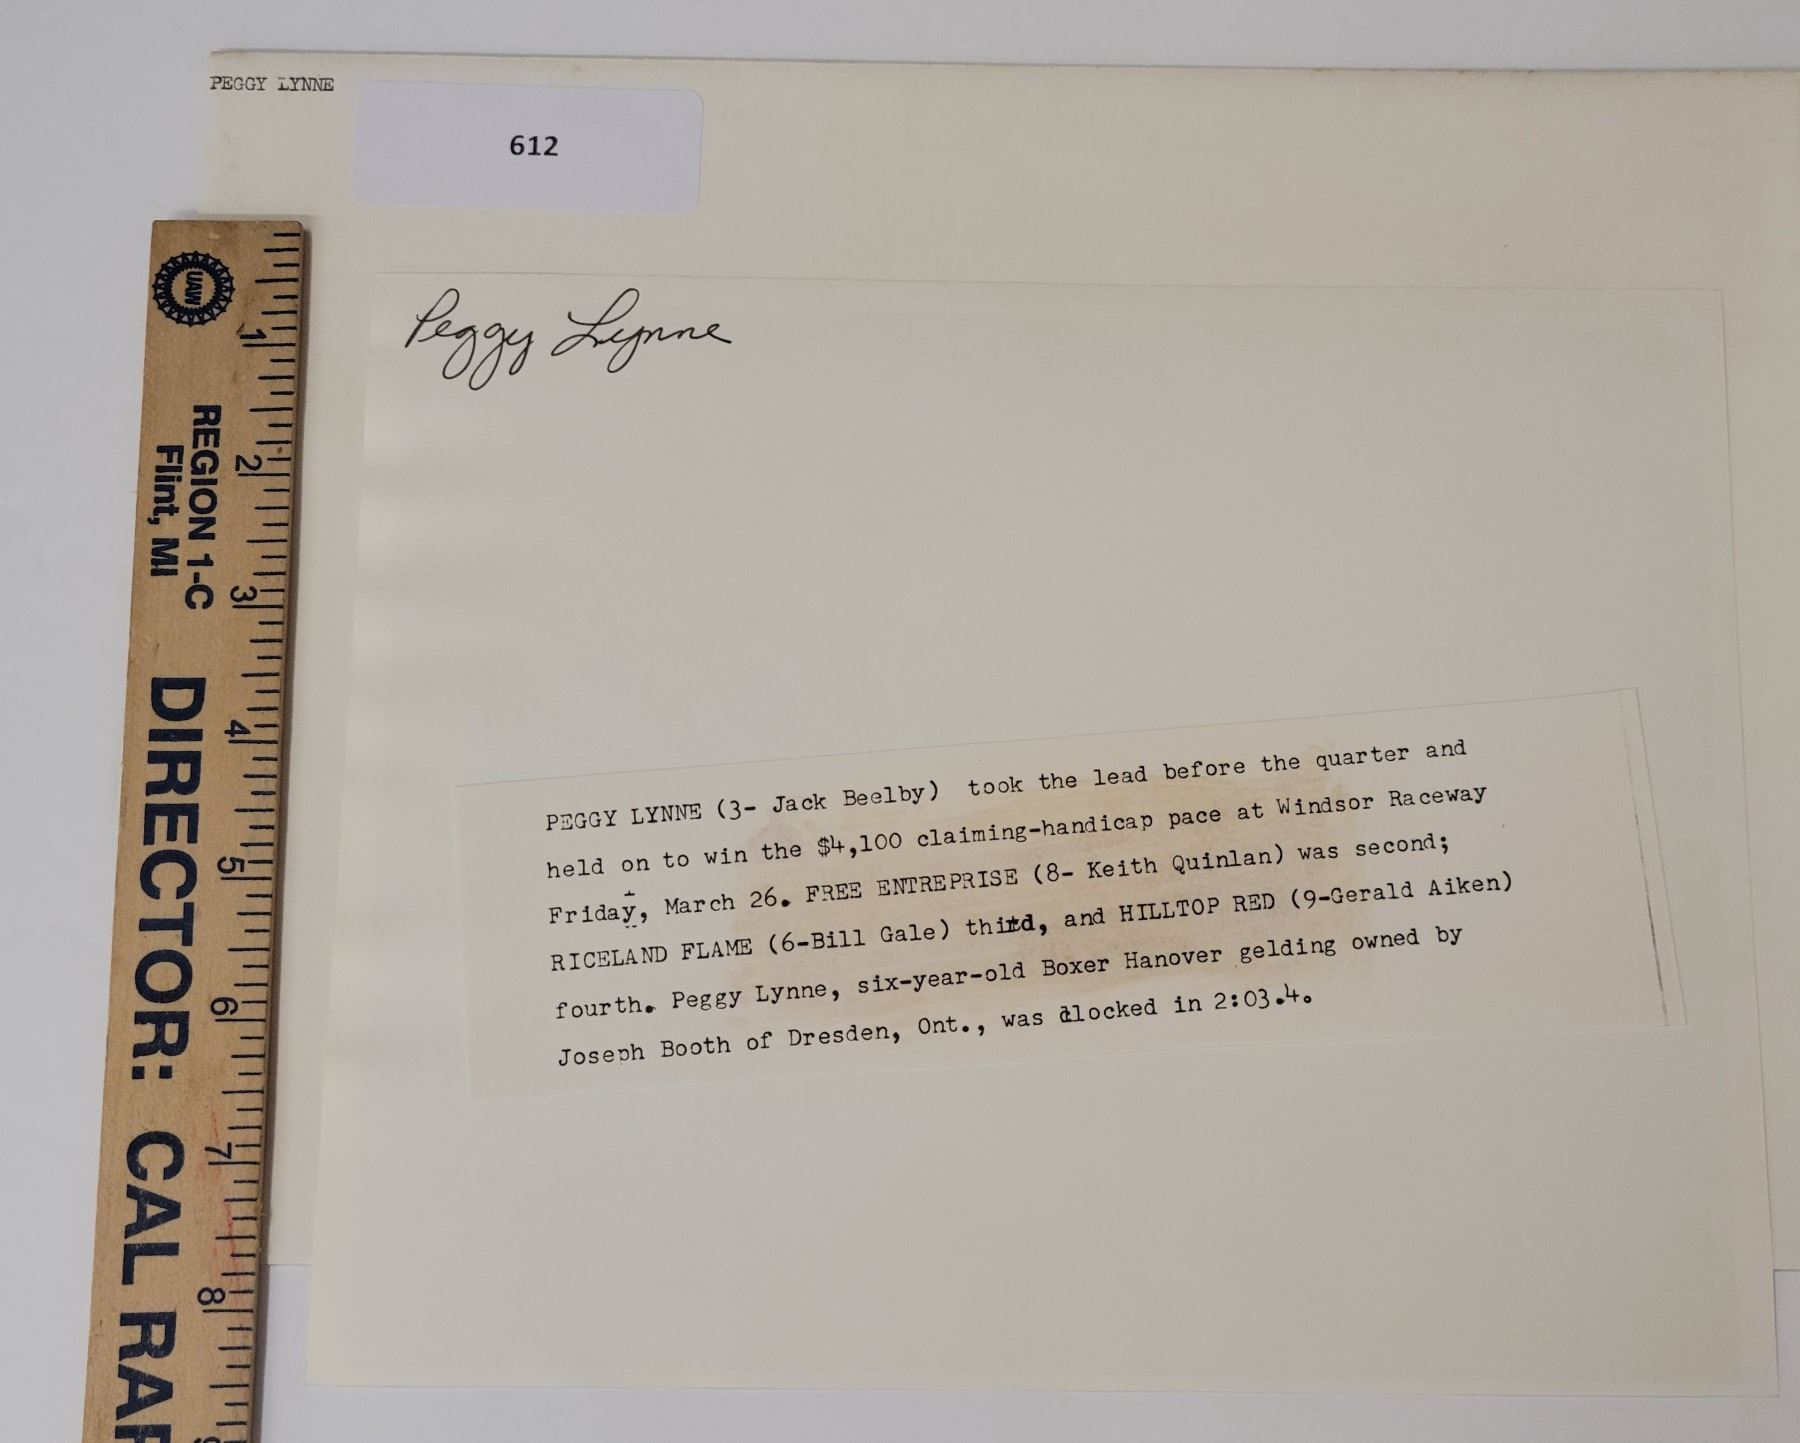 PEGGY LYNNE
612
Peggy Lynne
PEGGY LYNNE (3- Jack Beelby) took the lead before the quarter and
held on to win the $4,100 claiming-handicap pace at Windsor Raceway
Friday, March 26. FREE ENTREPRISE (8- Keith Quinlan) was second;
RICELAND FLAME (6-Bill Gale) third, and HILLTOP RED (9-Gerald Aiken)
fourth. Peggy Lynne, six-year-old Boxer Hanover gelding owned by
Joseph Booth of Dresden, Ont., was clocked in 2:03.4.
UAW
REGION 1-C
Flint, MI
DIRECTOR: CAL
1
2
3
4
5
6
7
8